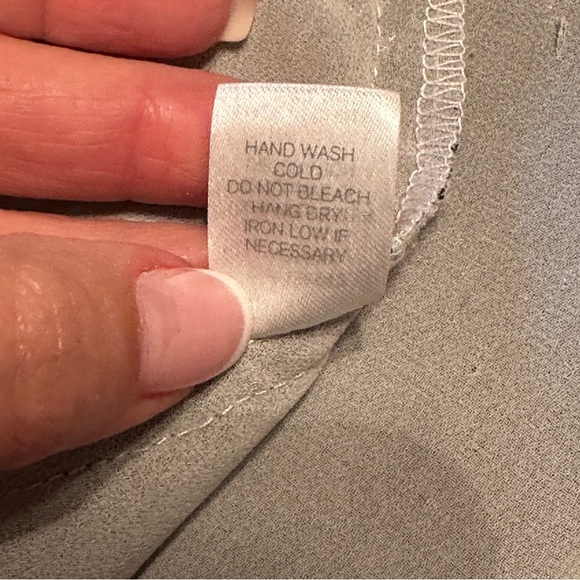 HAND WASH
COLD
DO NOT BLEACH
HANG DRY
IRON LOW IF
NECESSARY